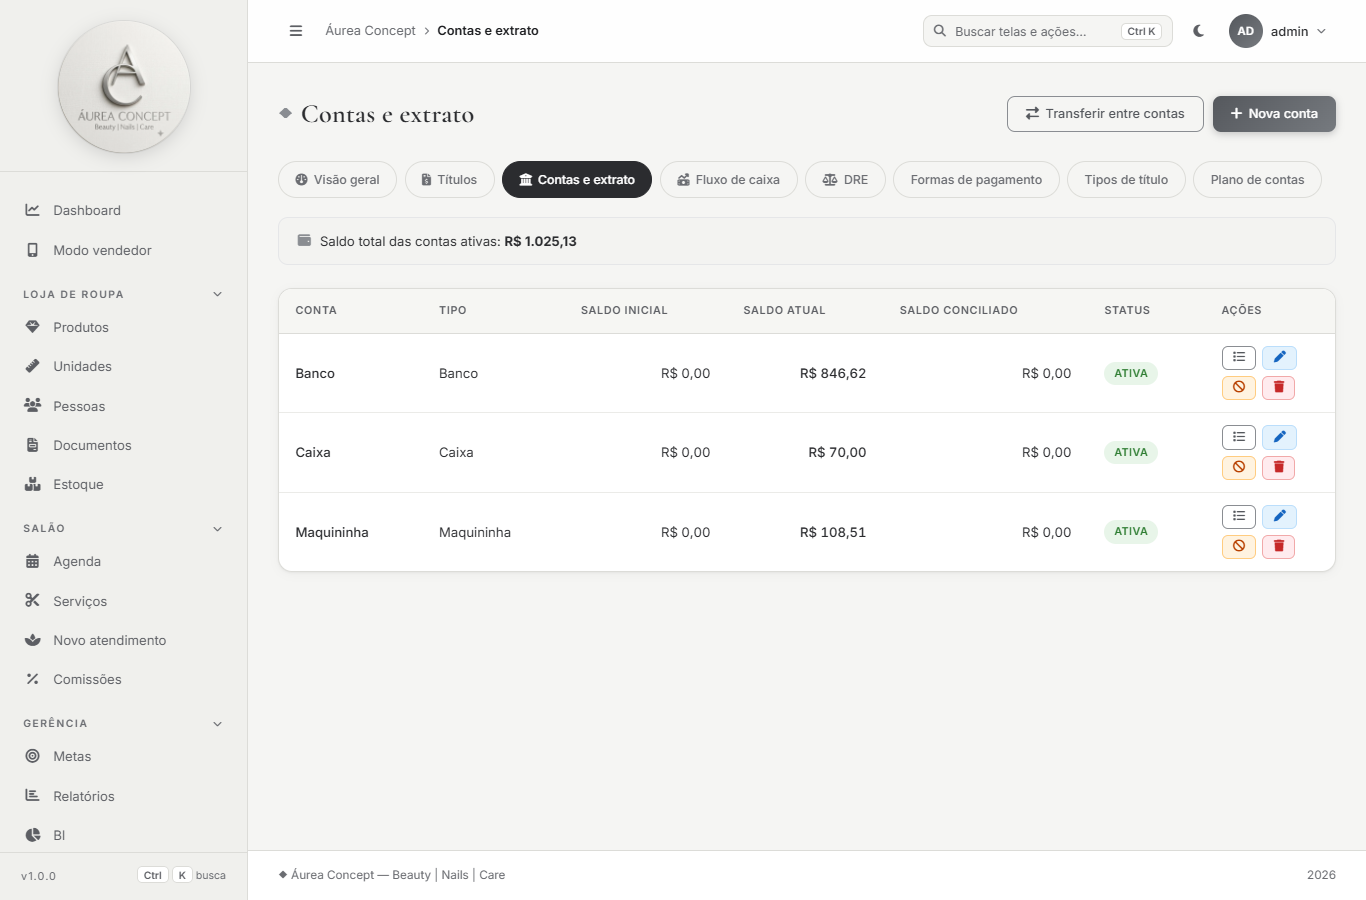 ÁUREA CONCEPT
Beauty | Nails | Care
Dashboard
Modo vendedor
LOJA DE ROUPA
Produtos
Unidades
Pessoas
Documentos
Estoque
SALÃO
Agenda
Serviços
Novo atendimento
Comissões
GERÊNCIA
Metas
Relatórios
BI
v1.0.0
Ctrl K busca
Áurea Concept › Contas e extrato
Buscar telas e ações...
Ctrl K
AD admin
Contas e extrato
Transferir entre contas
+ Nova conta
Visão geral
Títulos
Contas e extrato
Fluxo de caixa
DRE
Formas de pagamento
Tipos de título
Plano de contas
Saldo total das contas ativas: R$ 1.025,13
CONTA TIPO SALDO INICIAL SALDO ATUAL SALDO CONCILIADO STATUS AÇÕES
Banco Banco R$ 0,00 R$ 846,62 R$ 0,00 ATIVA
Caixa Caixa R$ 0,00 R$ 70,00 R$ 0,00 ATIVA
Maquininha Maquininha R$ 0,00 R$ 108,51 R$ 0,00 ATIVA
◆ Áurea Concept — Beauty | Nails | Care
2026